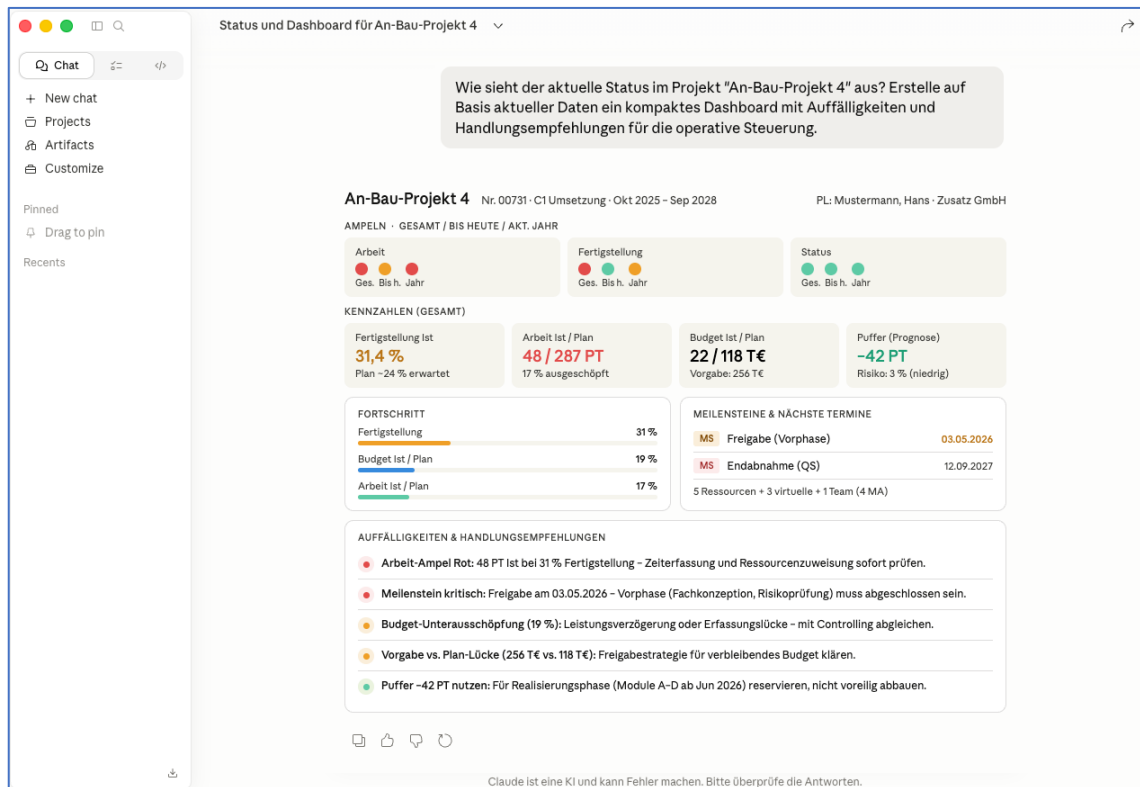 Status und Dashboard für An-Bau-Projekt 4
Chat
</>
New chat
Projects
Artifacts
Customize
Pinned
Drag to pin
Recents
Wie sieht der aktuelle Status im Projekt "An-Bau-Projekt 4" aus? Erstelle auf
Basis aktueller Daten ein kompaktes Dashboard mit Auffälligkeiten und
Handlungsempfehlungen für die operative Steuerung.
An-Bau-Projekt 4 Nr. 00731 · C1 Umsetzung · Okt 2025 – Sep 2028 PL: Mustermann, Hans · Zusatz GmbH
AMPELN · GESAMT / BIS HEUTE / AKT. JAHR
Arbeit
Ges. Bis h. Jahr
Fertigstellung
Ges. Bis h. Jahr
Status
Ges. Bis h. Jahr
KENNZAHLEN (GESAMT)
Fertigstellung Ist
31,4 %
Plan ~24 % erwartet
Arbeit Ist / Plan
48 / 287 PT
17 % ausgeschöpft
Budget Ist / Plan
22 / 118 T€
Vorgabe: 256 T€
Puffer (Prognose)
–42 PT
Risiko: 3 % (niedrig)
FORTSCHRITT
Fertigstellung 31 %
Budget Ist / Plan 19 %
Arbeit Ist / Plan 17 %
MEILENSTEINE & NÄCHSTE TERMINE
MS Freigabe (Vorphase) 03.05.2026
MS Endabnahme (QS) 12.09.2027
5 Ressourcen + 3 virtuelle + 1 Team (4 MA)
AUFFÄLLIGKEITEN & HANDLUNGSEMPFEHLUNGEN
Arbeit-Ampel Rot: 48 PT Ist bei 31 % Fertigstellung – Zeiterfassung und Ressourcenzuweisung sofort prüfen.
Meilenstein kritisch: Freigabe am 03.05.2026 – Vorphase (Fachkonzeption, Risikoprüfung) muss abgeschlossen sein.
Budget-Unterausschöpfung (19 %): Leistungsverzögerung oder Erfassungslücke – mit Controlling abgleichen.
Vorgabe vs. Plan-Lücke (256 T€ vs. 118 T€): Freigabestrategie für verbleibendes Budget klären.
Puffer –42 PT nutzen: Für Realisierungsphase (Module A–D ab Jun 2026) reservieren, nicht voreilig abbauen.
Claude ist eine KI und kann Fehler machen. Bitte überprüfe die Antworten.